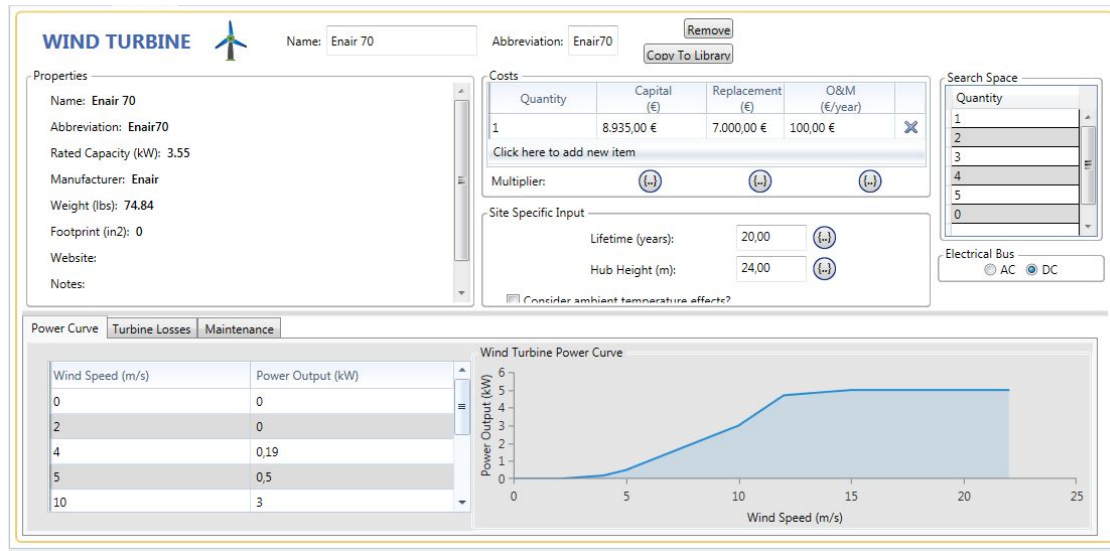 WIND TURBINE
Name: Enair 70
Abbreviation: Enair70
Remove
Copy To Library
Properties
Name: Enair 70
Abbreviation: Enair70
Rated Capacity (kW): 3.55
Manufacturer: Enair
Weight (lbs): 74.84
Footprint (in2): 0
Website:
Notes:
Costs
Quantity Capital (€) Replacement (€) O&M (€/year)
1 8.935,00 € 7.000,00 € 100,00 €
Click here to add new item
Multiplier: {..} {..} {..}
Site Specific Input
Lifetime (years): 20,00 {..}
Hub Height (m): 24,00 {..}
Consider ambient temperature effects?
Search Space
Quantity
1
2
3
4
5
0
Electrical Bus
AC DC
Power Curve Turbine Losses Maintenance
Wind Speed (m/s) Power Output (kW)
0 0
2 0
4 0,19
5 0,5
10 3
Wind Turbine Power Curve
Power Output (kW)
6
5
4
3
2
1
0
0 5 10 15 20 25
Wind Speed (m/s)